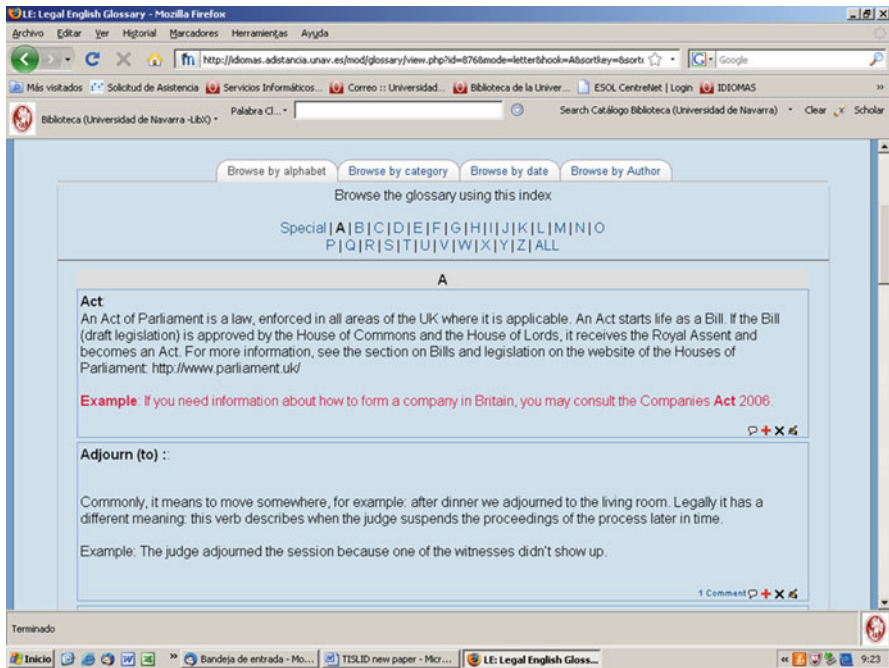 LE: Legal English Glossary - Mozilla Firefox
Archivo Editar Ver Historial Marcadores Herramientas Ayuda
http://idiomas.adistancia.unav.es/mod/glossary/view.php?id=876&mode=letter&hook=A&sortkey=&sorto Google
Más visitados Solicitud de Asistencia Servicios Informáticos... Correo :: Universidad... Biblioteca de la Univer... ESOL CentreNet | Login IDIOMAS »
Biblioteca (Universidad de Navarra -LibX) Palabra Cl... Search Catálogo Biblioteca (Universidad de Navarra) Clear Scholar
Browse by alphabet Browse by category Browse by date Browse by Author
Browse the glossary using this index
Special | A | B | C | D | E | F | G | H | I | J | K | L | M | N | O
P | Q | R | S | T | U | V | W | X | Y | Z | ALL
A
Act:
An Act of Parliament is a law, enforced in all areas of the UK where it is applicable. An Act starts life as a Bill. If the Bill
(draft legislation) is approved by the House of Commons and the House of Lords, it receives the Royal Assent and
becomes an Act. For more information, see the section on Bills and legislation on the website of the Houses of
Parliament: http://www.parliament.uk/
Example: If you need information about how to form a company in Britain, you may consult the Companies Act 2006.
Adjourn (to) ::
Commonly, it means to move somewhere, for example: after dinner we adjourned to the living room. Legally it has a
different meaning: this verb describes when the judge suspends the proceedings of the process later in time.
Example: The judge adjourned the session because one of the witnesses didn't show up.
1 Comment
Terminado
Inicio » Bandeja de entrada - Mo... TISLID new paper - Micr... LE: Legal English Gloss... « 9:23